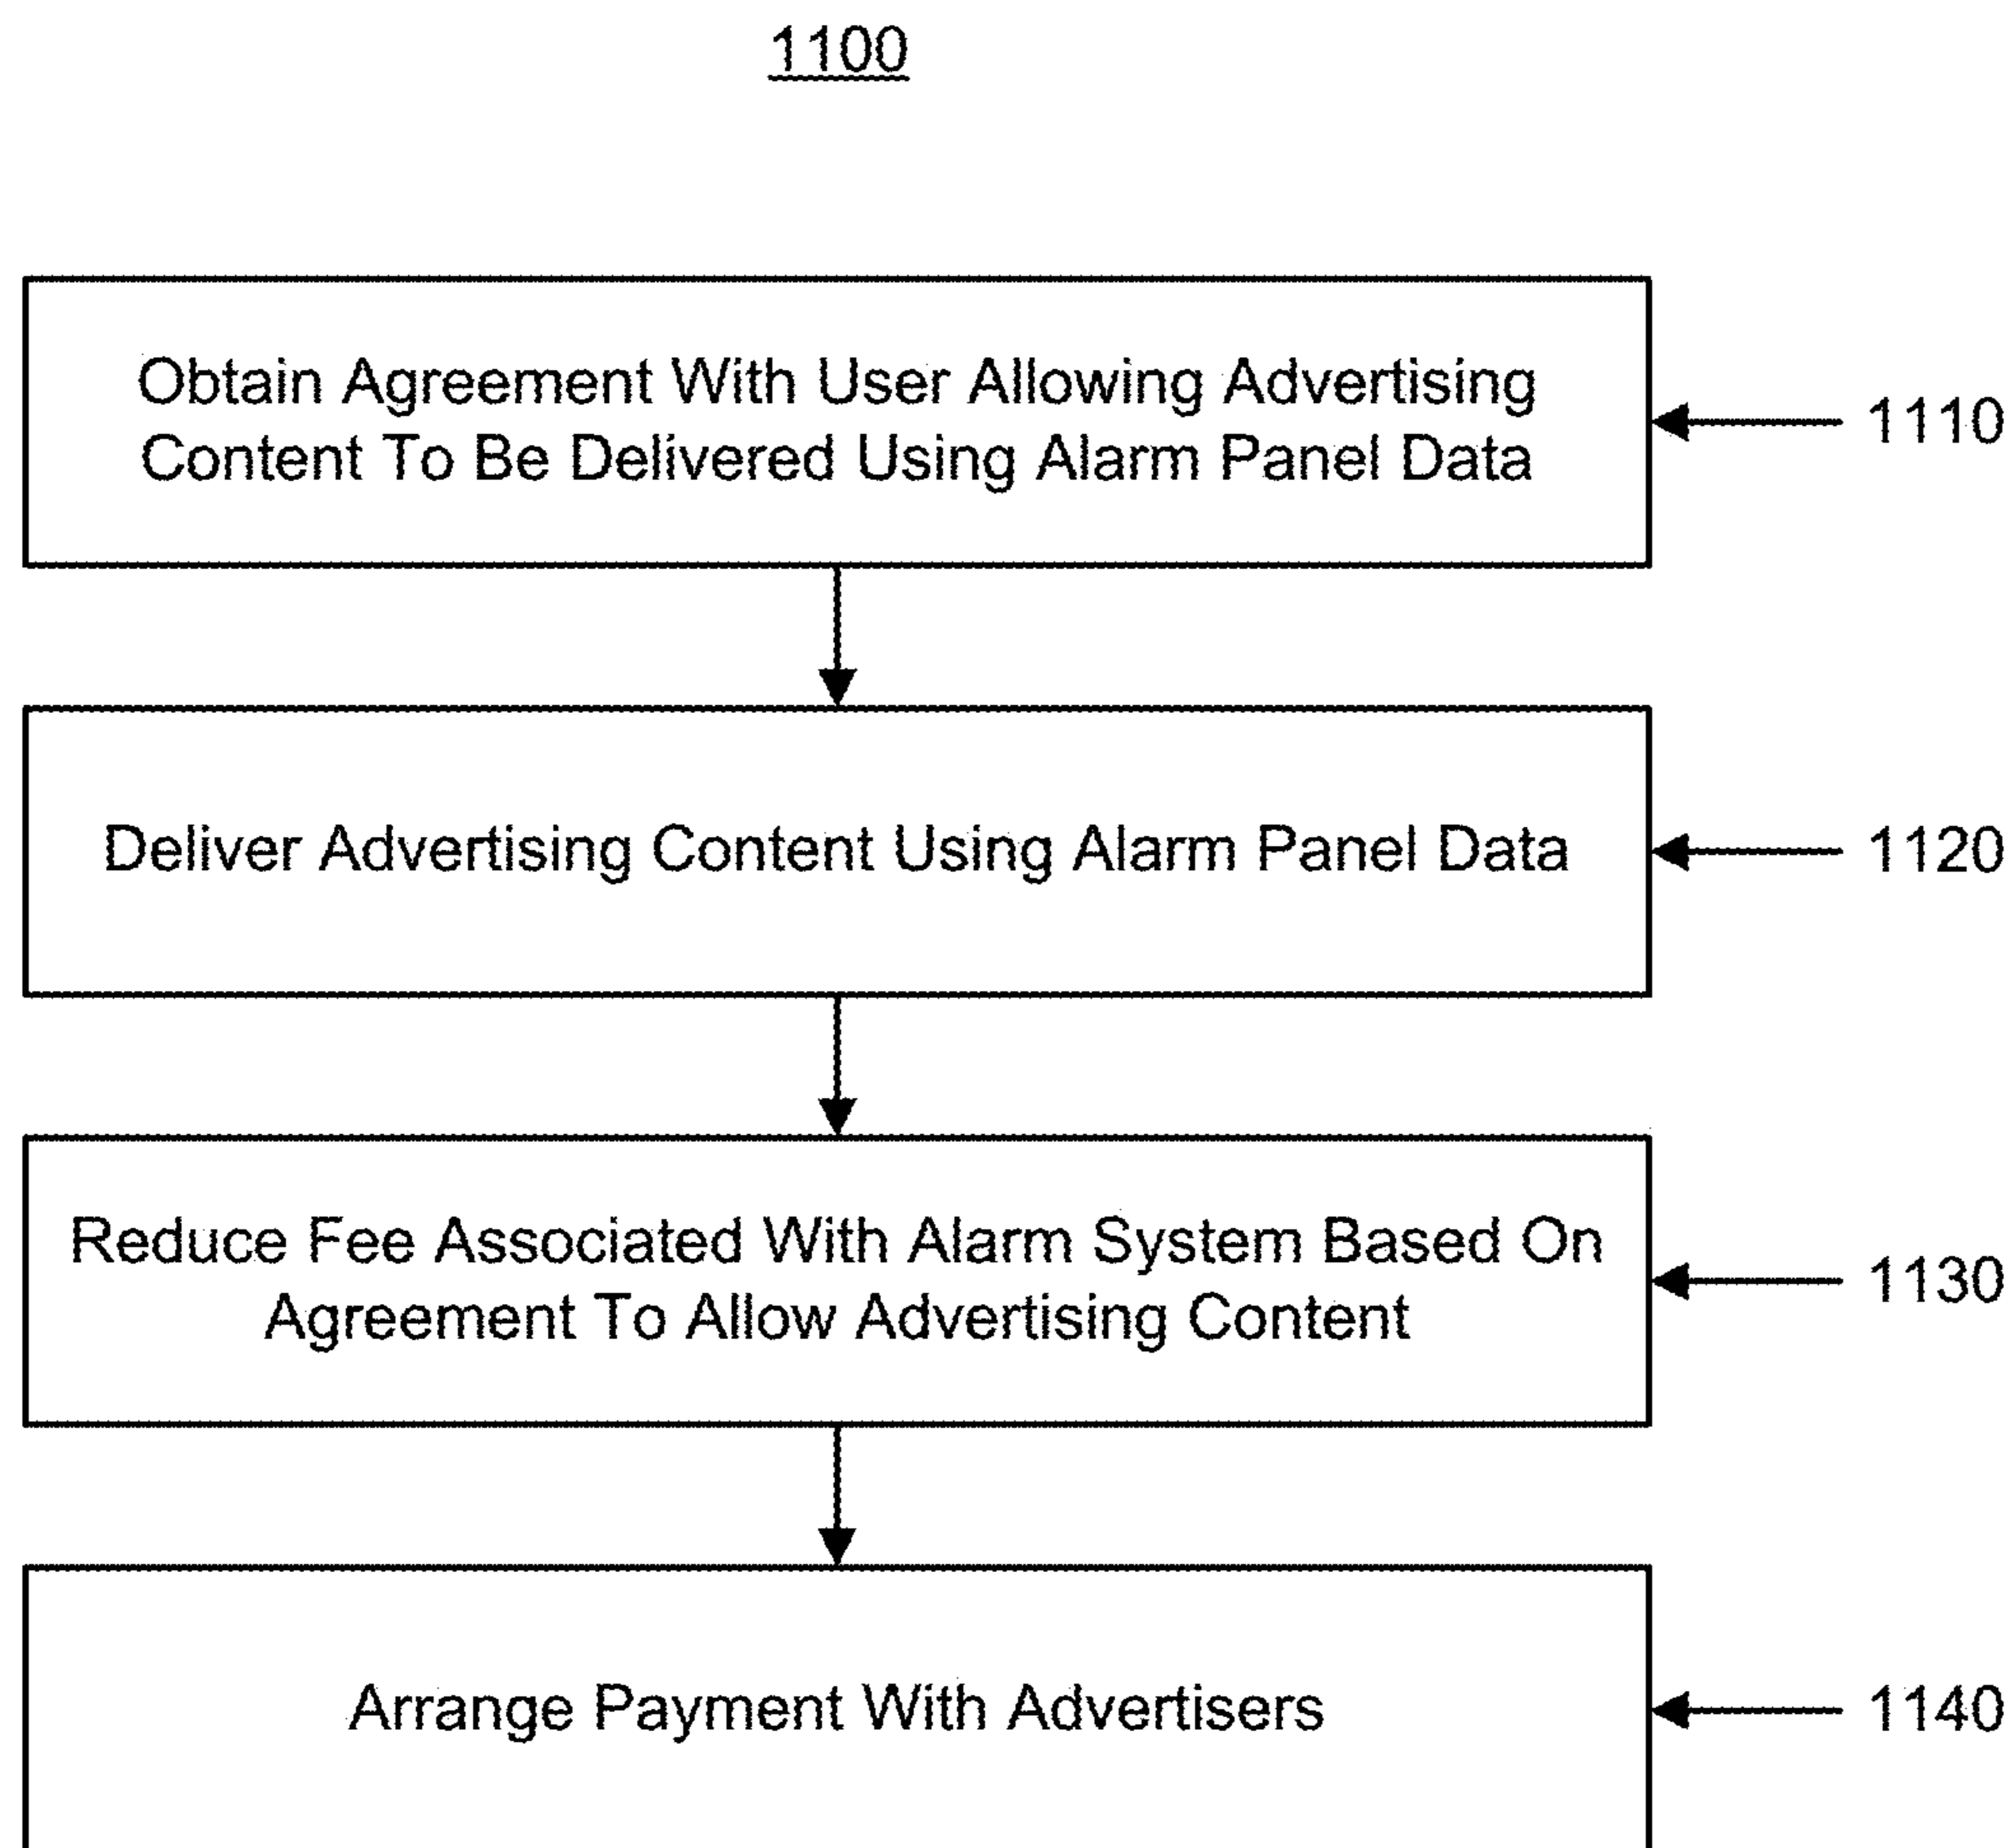 1100
Obtain Agreement With User Allowing Advertising
Content To Be Delivered Using Alarm Panel Data
1110
Deliver Advertising Content Using Alarm Panel Data
1120
Reduce Fee Associated With Alarm System Based On
Agreement To Allow Advertising Content
1130
Arrange Payment With Advertisers
1140